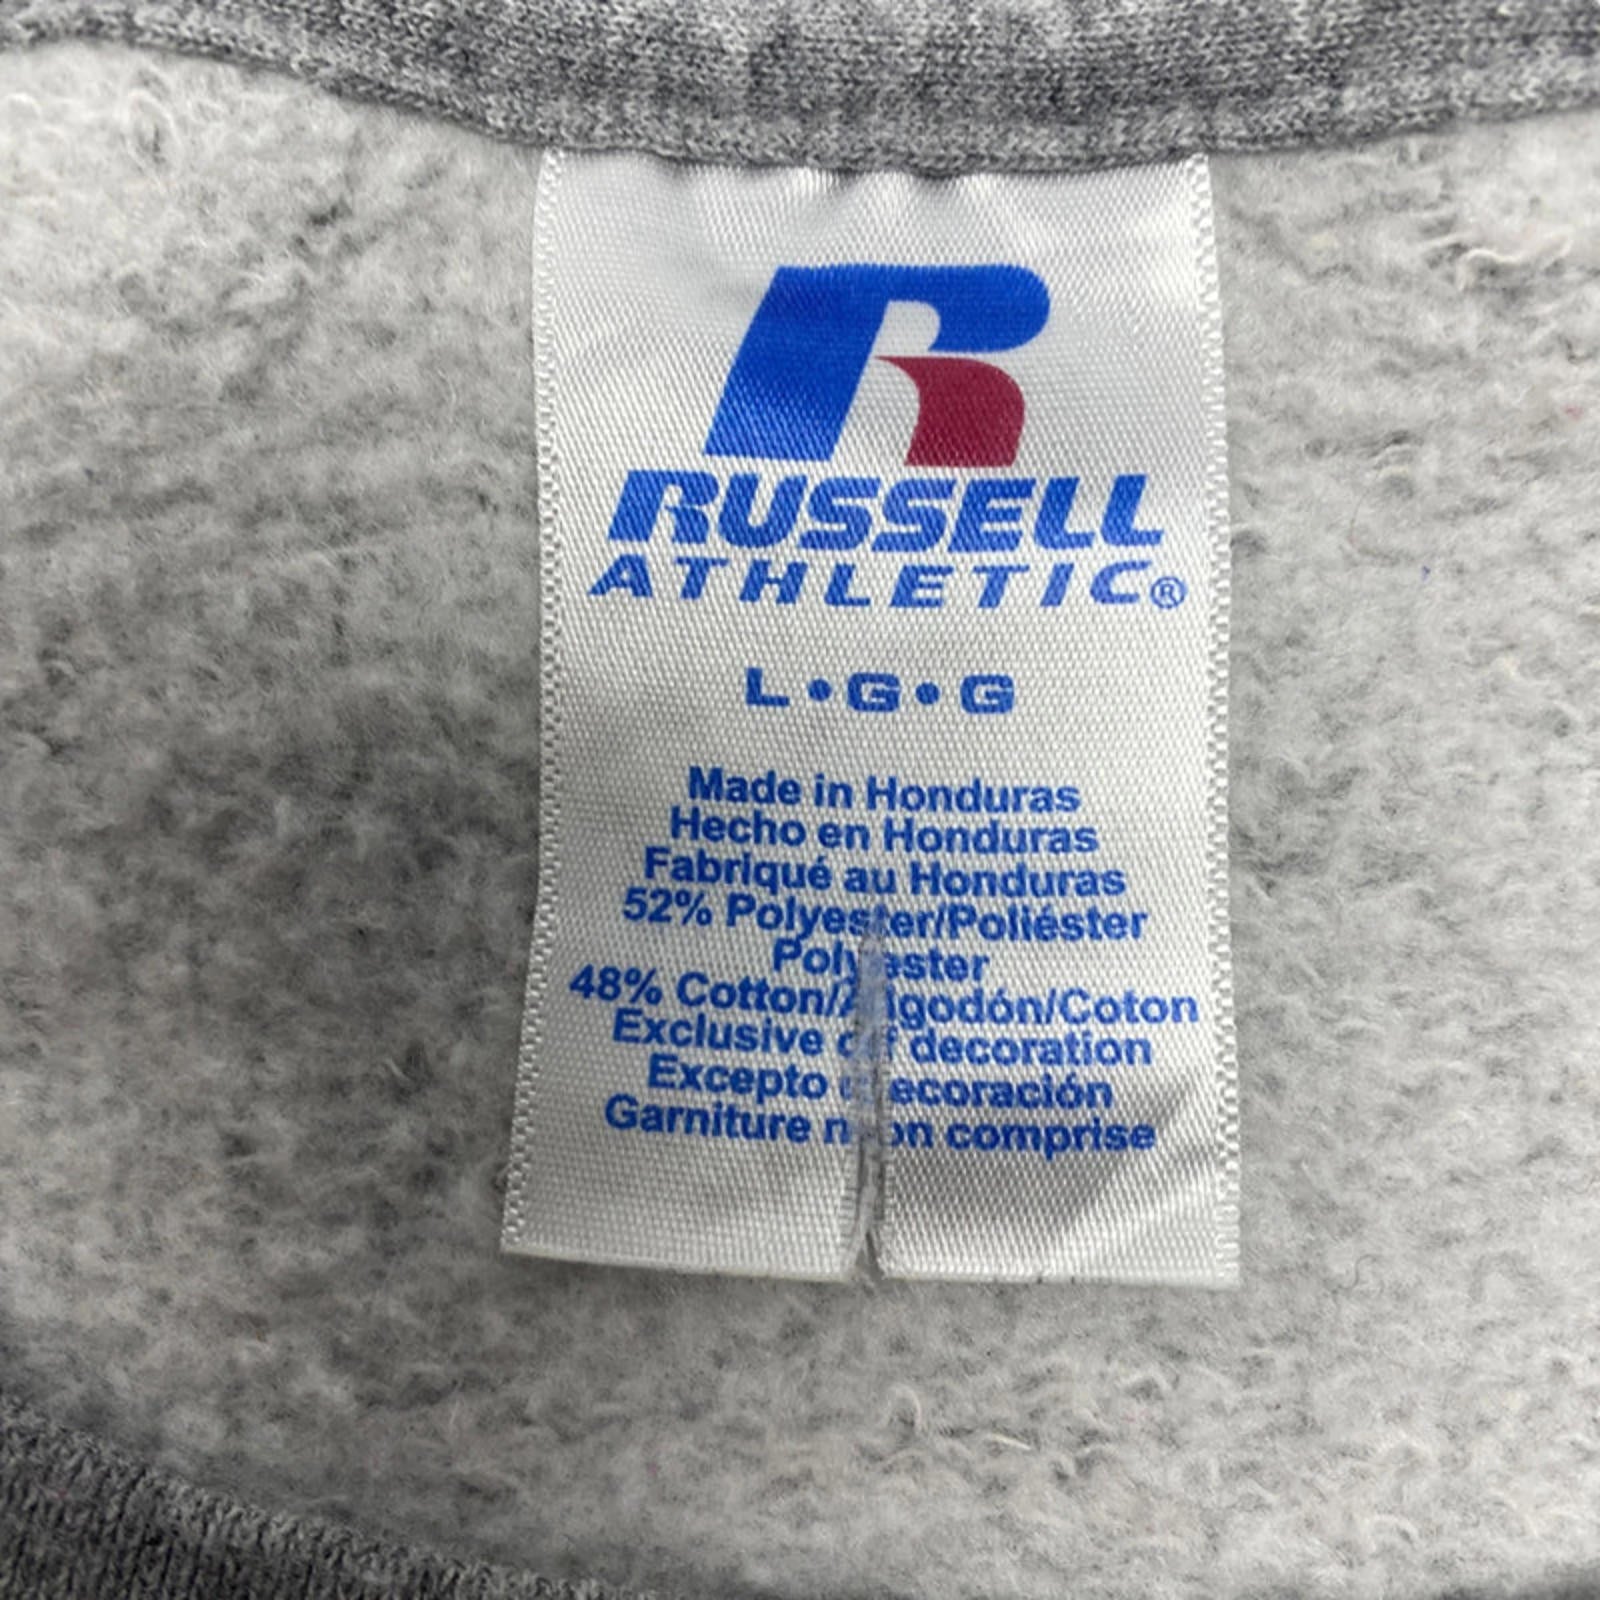 R
RUSSELL
ATHLETIC®
L•G•G
Made in Honduras
Hecho en Honduras
Fabriqué au Honduras
52% Polyester/Poliéster
Polyester
48% Cotton/Algodón/Coton
Exclusive of decoration
Excepto decoración
Garniture non comprise